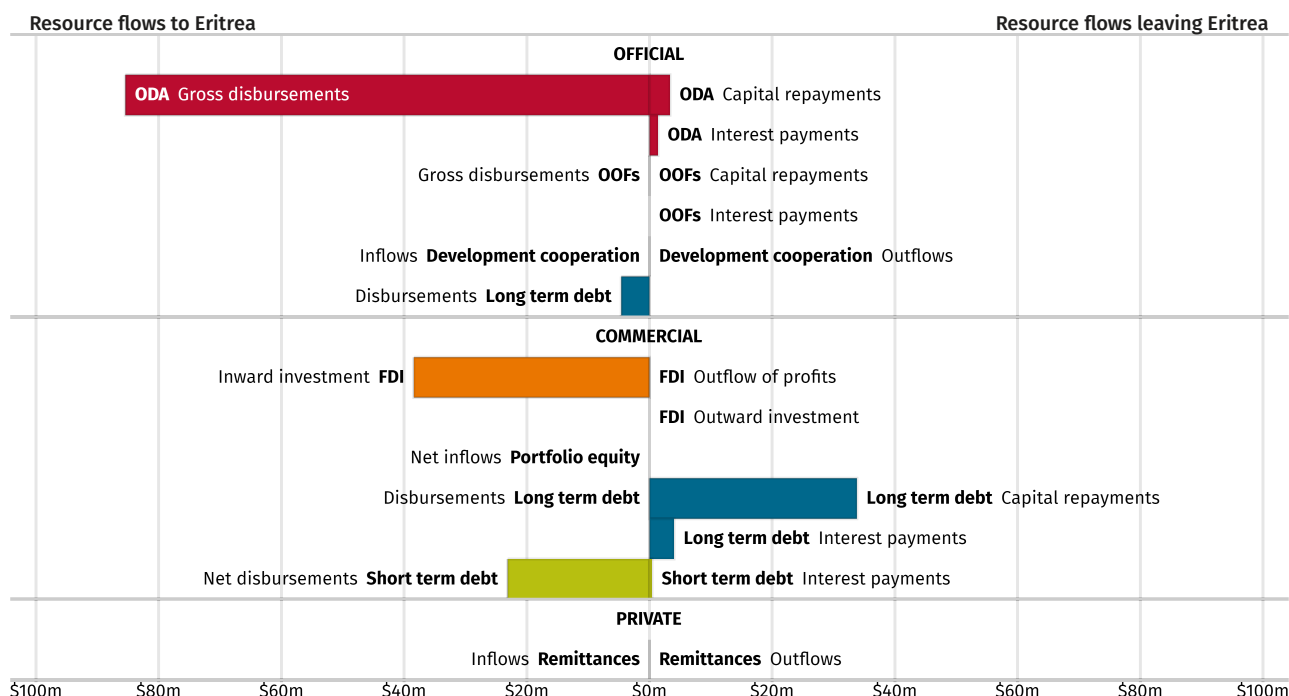 Resource flows to Eritrea Resource flows leaving Eritrea
OFFICIAL
ODA Gross disbursements ODA Capital repayments
ODA Interest payments
Gross disbursements OOFs OOFs Capital repayments
OOFs Interest payments
Inflows Development cooperation Development cooperation Outflows
Disbursements Long term debt
COMMERCIAL
Inward investment FDI FDI Outflow of profits
FDI Outward investment
Net inflows Portfolio equity
Disbursements Long term debt Long term debt Capital repayments
Long term debt Interest payments
Net disbursements Short term debt Short term debt Interest payments
PRIVATE
Inflows Remittances Remittances Outflows
$100m $80m $60m $40m $20m $0m $20m $40m $60m $80m $100m